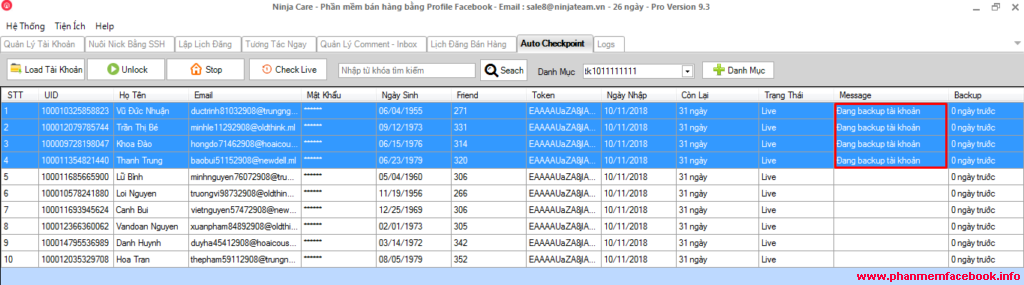 Ninja Care - Phần mềm bán hàng bằng Profile Facebook - Email : sale8@ninjateam.vn - 26 ngày - Pro Version 9.3
Hệ Thống Tiện Ích Help
Quản Lý Tài Khoản Nuôi Nick Bằng SSH Lập Lịch Đăng Tương Tác Ngay Quản Lý Comment - Inbox Lịch Đăng Bán Hàng Auto Checkpoint Logs
Load Tài Khoản Unlock Stop Check Live Nhập từ khóa tìm kiếm Seach Danh Mục tk1011111111 Danh Mục
STT UID Họ Tên Email Mật Khẩu Ngày Sinh Friend Token Ngày Nhập Còn Lại Trạng Thái Message Backup
1 100010325858823 Vũ Đức Nhuận ductrinh81032908@trungng... ****** 06/04/1955 271 EAAAAUaZA8jIA... 10/11/2018 31 ngày Live Đang backup tài khoản 0 ngày trước
2 100012079785744 Trần Thị Bé minhle11292908@oldthink.ml ****** 09/12/1973 331 EAAAAUaZA8jIA... 10/11/2018 31 ngày Live Đang backup tài khoản 0 ngày trước
3 100009728198047 Khoa Đào hongdo71462908@hoaicous... ****** 06/15/1976 314 EAAAAUaZA8jIA... 10/11/2018 31 ngày Live Đang backup tài khoản 0 ngày trước
4 100011354821440 Thanh Trung baobui51152908@newdell.ml ****** 06/23/1979 320 EAAAAUaZA8jIA... 10/11/2018 31 ngày Live Đang backup tài khoản 0 ngày trước
5 100011685665900 Lũ Bình minhnguyen76072908@trun... ****** 05/04/1960 306 EAAAAUaZA8jIA... 10/11/2018 31 ngày Live 0 ngày trước
6 100010578241880 Loi Nguyen truongvi98732908@oldthin... ****** 11/19/1956 266 EAAAAUaZA8jIA... 10/11/2018 31 ngày Live 0 ngày trước
7 100011693945624 Canh Bui vietnguyen57472908@new... ****** 12/25/1969 300 EAAAAUaZA8jIA... 10/11/2018 31 ngày Live 0 ngày trước
8 100012366360062 Vandoan Nguyen xuanpham84892908@oldthin... ****** 02/01/1973 305 EAAAAUaZA8jIA... 10/11/2018 31 ngày Live 0 ngày trước
9 100014795536989 Danh Huynh duyha45412908@hoaicous... ****** 03/14/1972 342 EAAAAUaZA8jIA... 10/11/2018 31 ngày Live 0 ngày trước
10 100012035329708 Hoa Tran thepham59112908@trungn... ****** 08/05/1979 352 EAAAAUaZA8jIA... 10/11/2018 31 ngày Live 0 ngày trước
www.phanmemfacebook.info